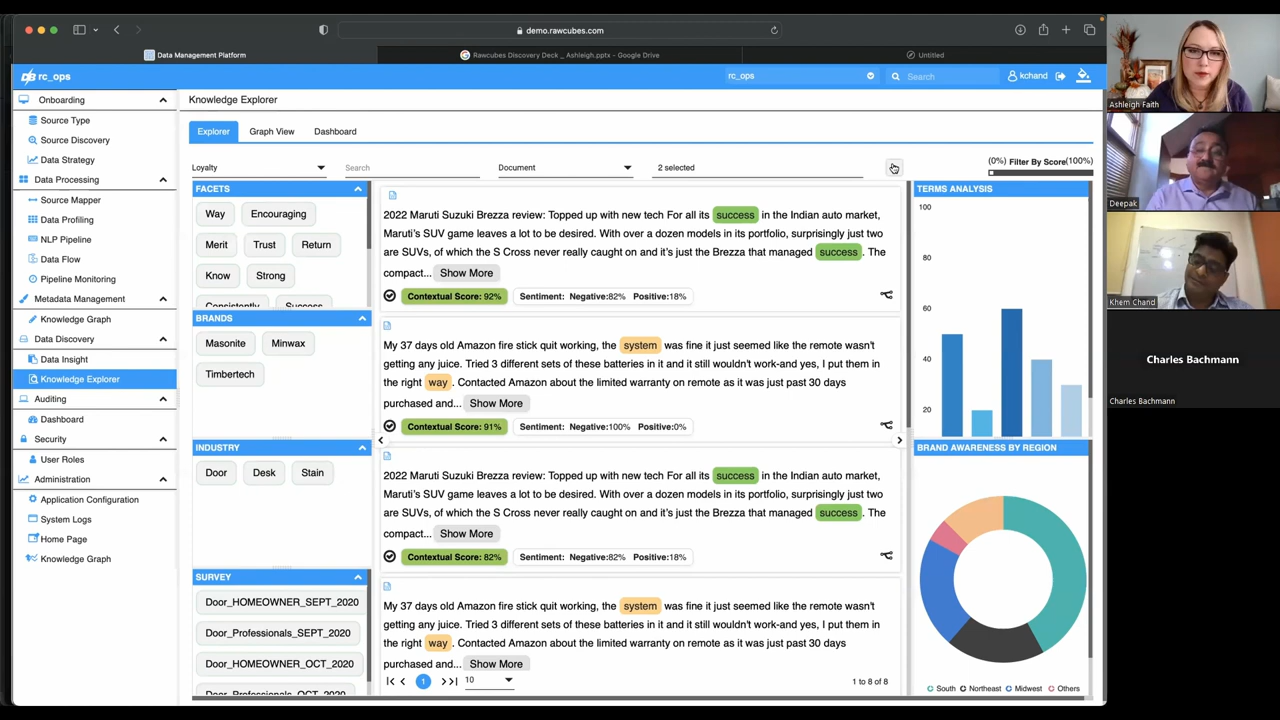 demo.rawcubes.com
Data Management Platform
Rawcubes Discovery Deck _ Ashleigh.pptx - Google Drive
Untitled
rc_ops
rc_ops
Search
kchand
Onboarding
Source Type
Source Discovery
Data Strategy
Data Processing
Source Mapper
Data Profiling
NLP Pipeline
Data Flow
Pipeline Monitoring
Metadata Management
Knowledge Graph
Data Discovery
Data Insight
Knowledge Explorer
Auditing
Dashboard
Security
User Roles
Administration
Application Configuration
System Logs
Home Page
Knowledge Graph
Knowledge Explorer
Explorer
Graph View
Dashboard
Loyalty
Search
Document
2 selected
(0%) Filter By Score(100%)
FACETS
Way
Encouraging
Merit
Trust
Return
Know
Strong
Consistently
Success
BRANDS
Masonite
Minwax
Timbertech
INDUSTRY
Door
Desk
Stain
SURVEY
Door_HOMEOWNER_SEPT_2020
Door_Professionals_SEPT_2020
Door_HOMEOWNER_OCT_2020
Door_Professionals_OCT_2020
2022 Maruti Suzuki Brezza review: Topped up with new tech For all its success in the Indian auto market,
Maruti's SUV game leaves a lot to be desired. With over a dozen models in its portfolio, surprisingly just two
are SUVs, of which the S Cross never really caught on and it's just the Brezza that managed success. The
compact... Show More
Contextual Score: 92%
Sentiment: Negative:82% Positive:18%
My 37 days old Amazon fire stick quit working, the system was fine it just seemed like the remote wasn't
getting any juice. Tried 3 different sets of these batteries in it and it still wouldn't work-and yes, I put them in
the right way. Contacted Amazon about the limited warranty on remote as it was just past 30 days
purchased and... Show More
Contextual Score: 91%
Sentiment: Negative:100% Positive:0%
2022 Maruti Suzuki Brezza review: Topped up with new tech For all its success in the Indian auto market,
Maruti's SUV game leaves a lot to be desired. With over a dozen models in its portfolio, surprisingly just two
are SUVs, of which the S Cross never really caught on and it's just the Brezza that managed success. The
compact... Show More
Contextual Score: 82%
Sentiment: Negative:82% Positive:18%
My 37 days old Amazon fire stick quit working, the system was fine it just seemed like the remote wasn't
getting any juice. Tried 3 different sets of these batteries in it and it still wouldn't work-and yes, I put them in
the right way. Contacted Amazon about the limited warranty on remote as it was just past 30 days
purchased and... Show More
1
10
1 to 8 of 8
TERMS ANALYSIS
100
80
60
40
20
BRAND AWARENESS BY REGION
South Northeast Midwest Others
Ashleigh Faith
Deepak
Khem Chand
Charles Bachmann
Charles Bachmann